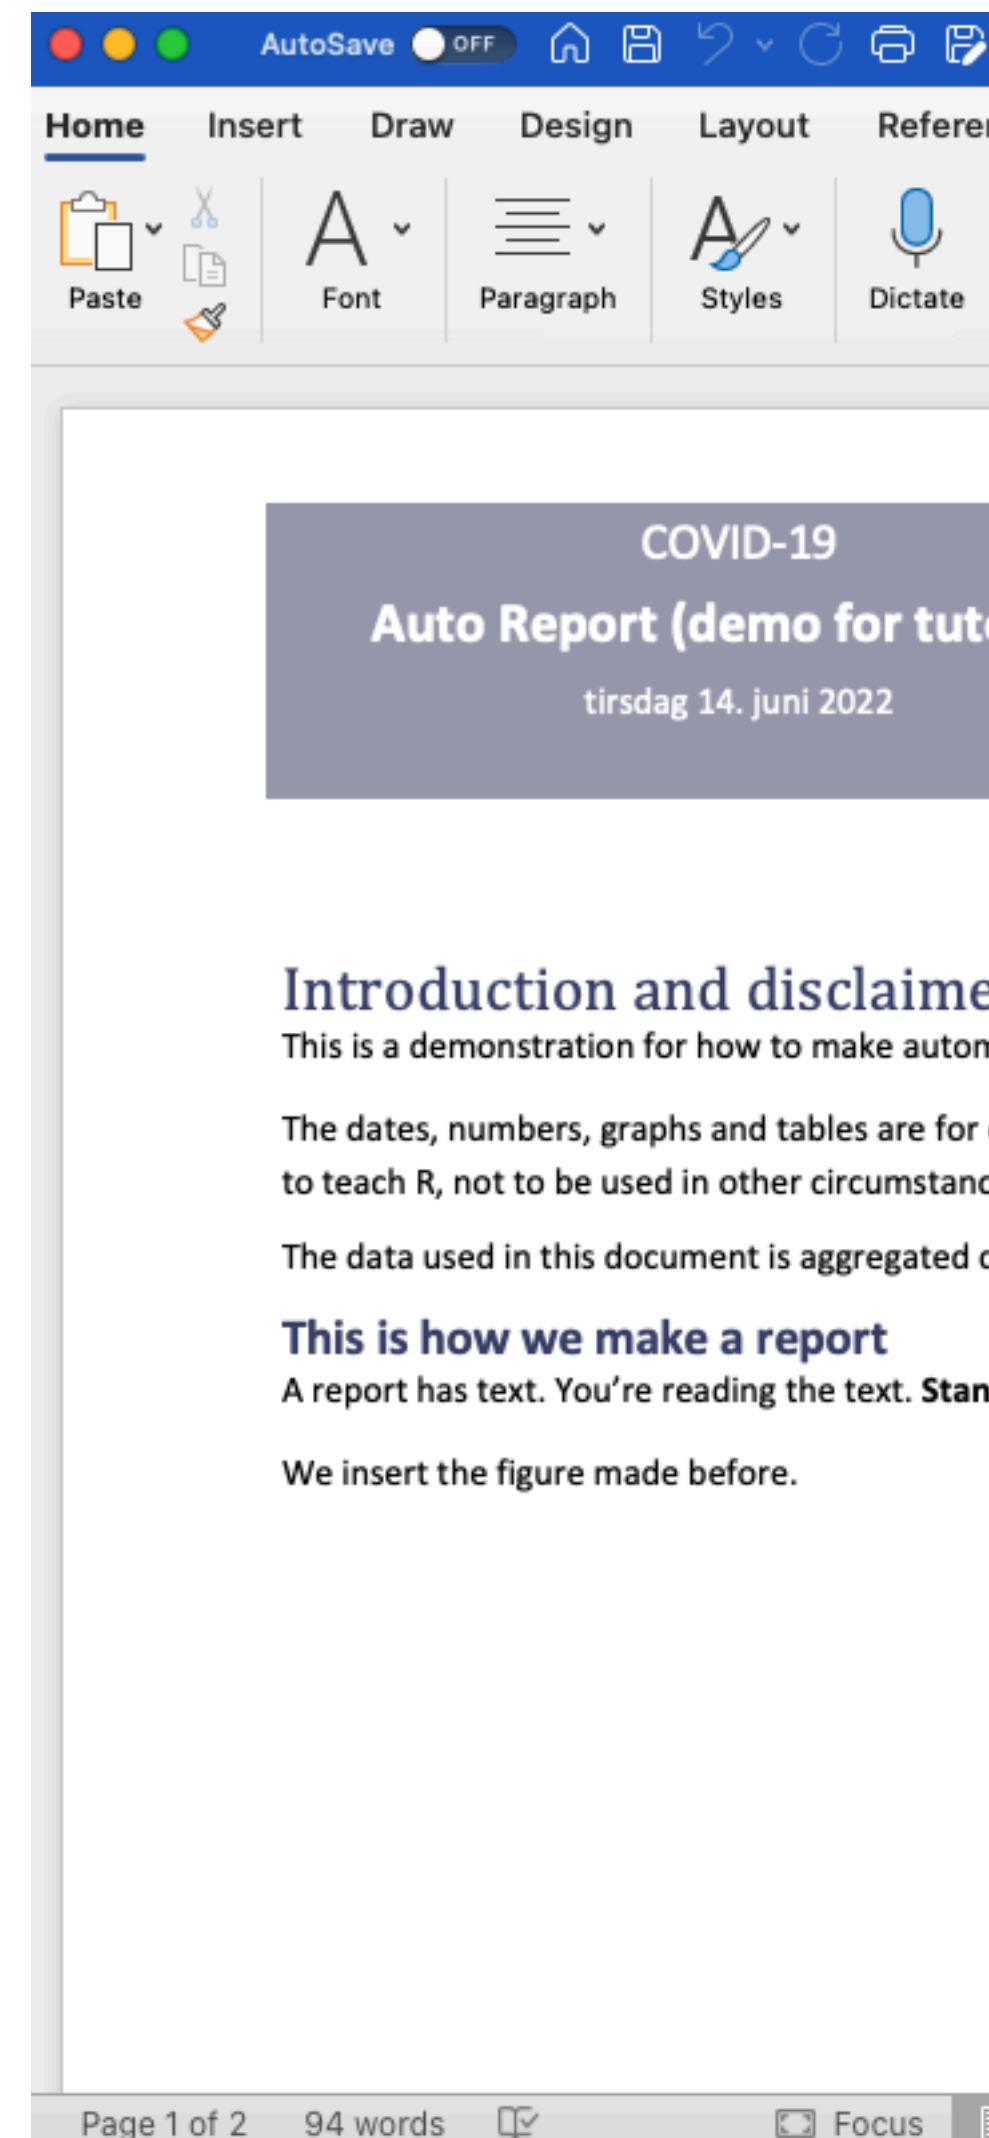 AutoSave OFF
Home Insert Draw Design Layout
Paste Font Paragraph Styles Dictate
COVID-19
Auto Report (demo for
tirsdag 14. juni 2022
Introduction and
This is a demonstration for how to make
The dates, numbers, graphs and tables are for
to teach R, not to be used in other
The data used in this document is aggregated
This is how we make a report
A report has text. You're reading the text.
We insert the figure made before.
Page 1 of 2 94 words Focus